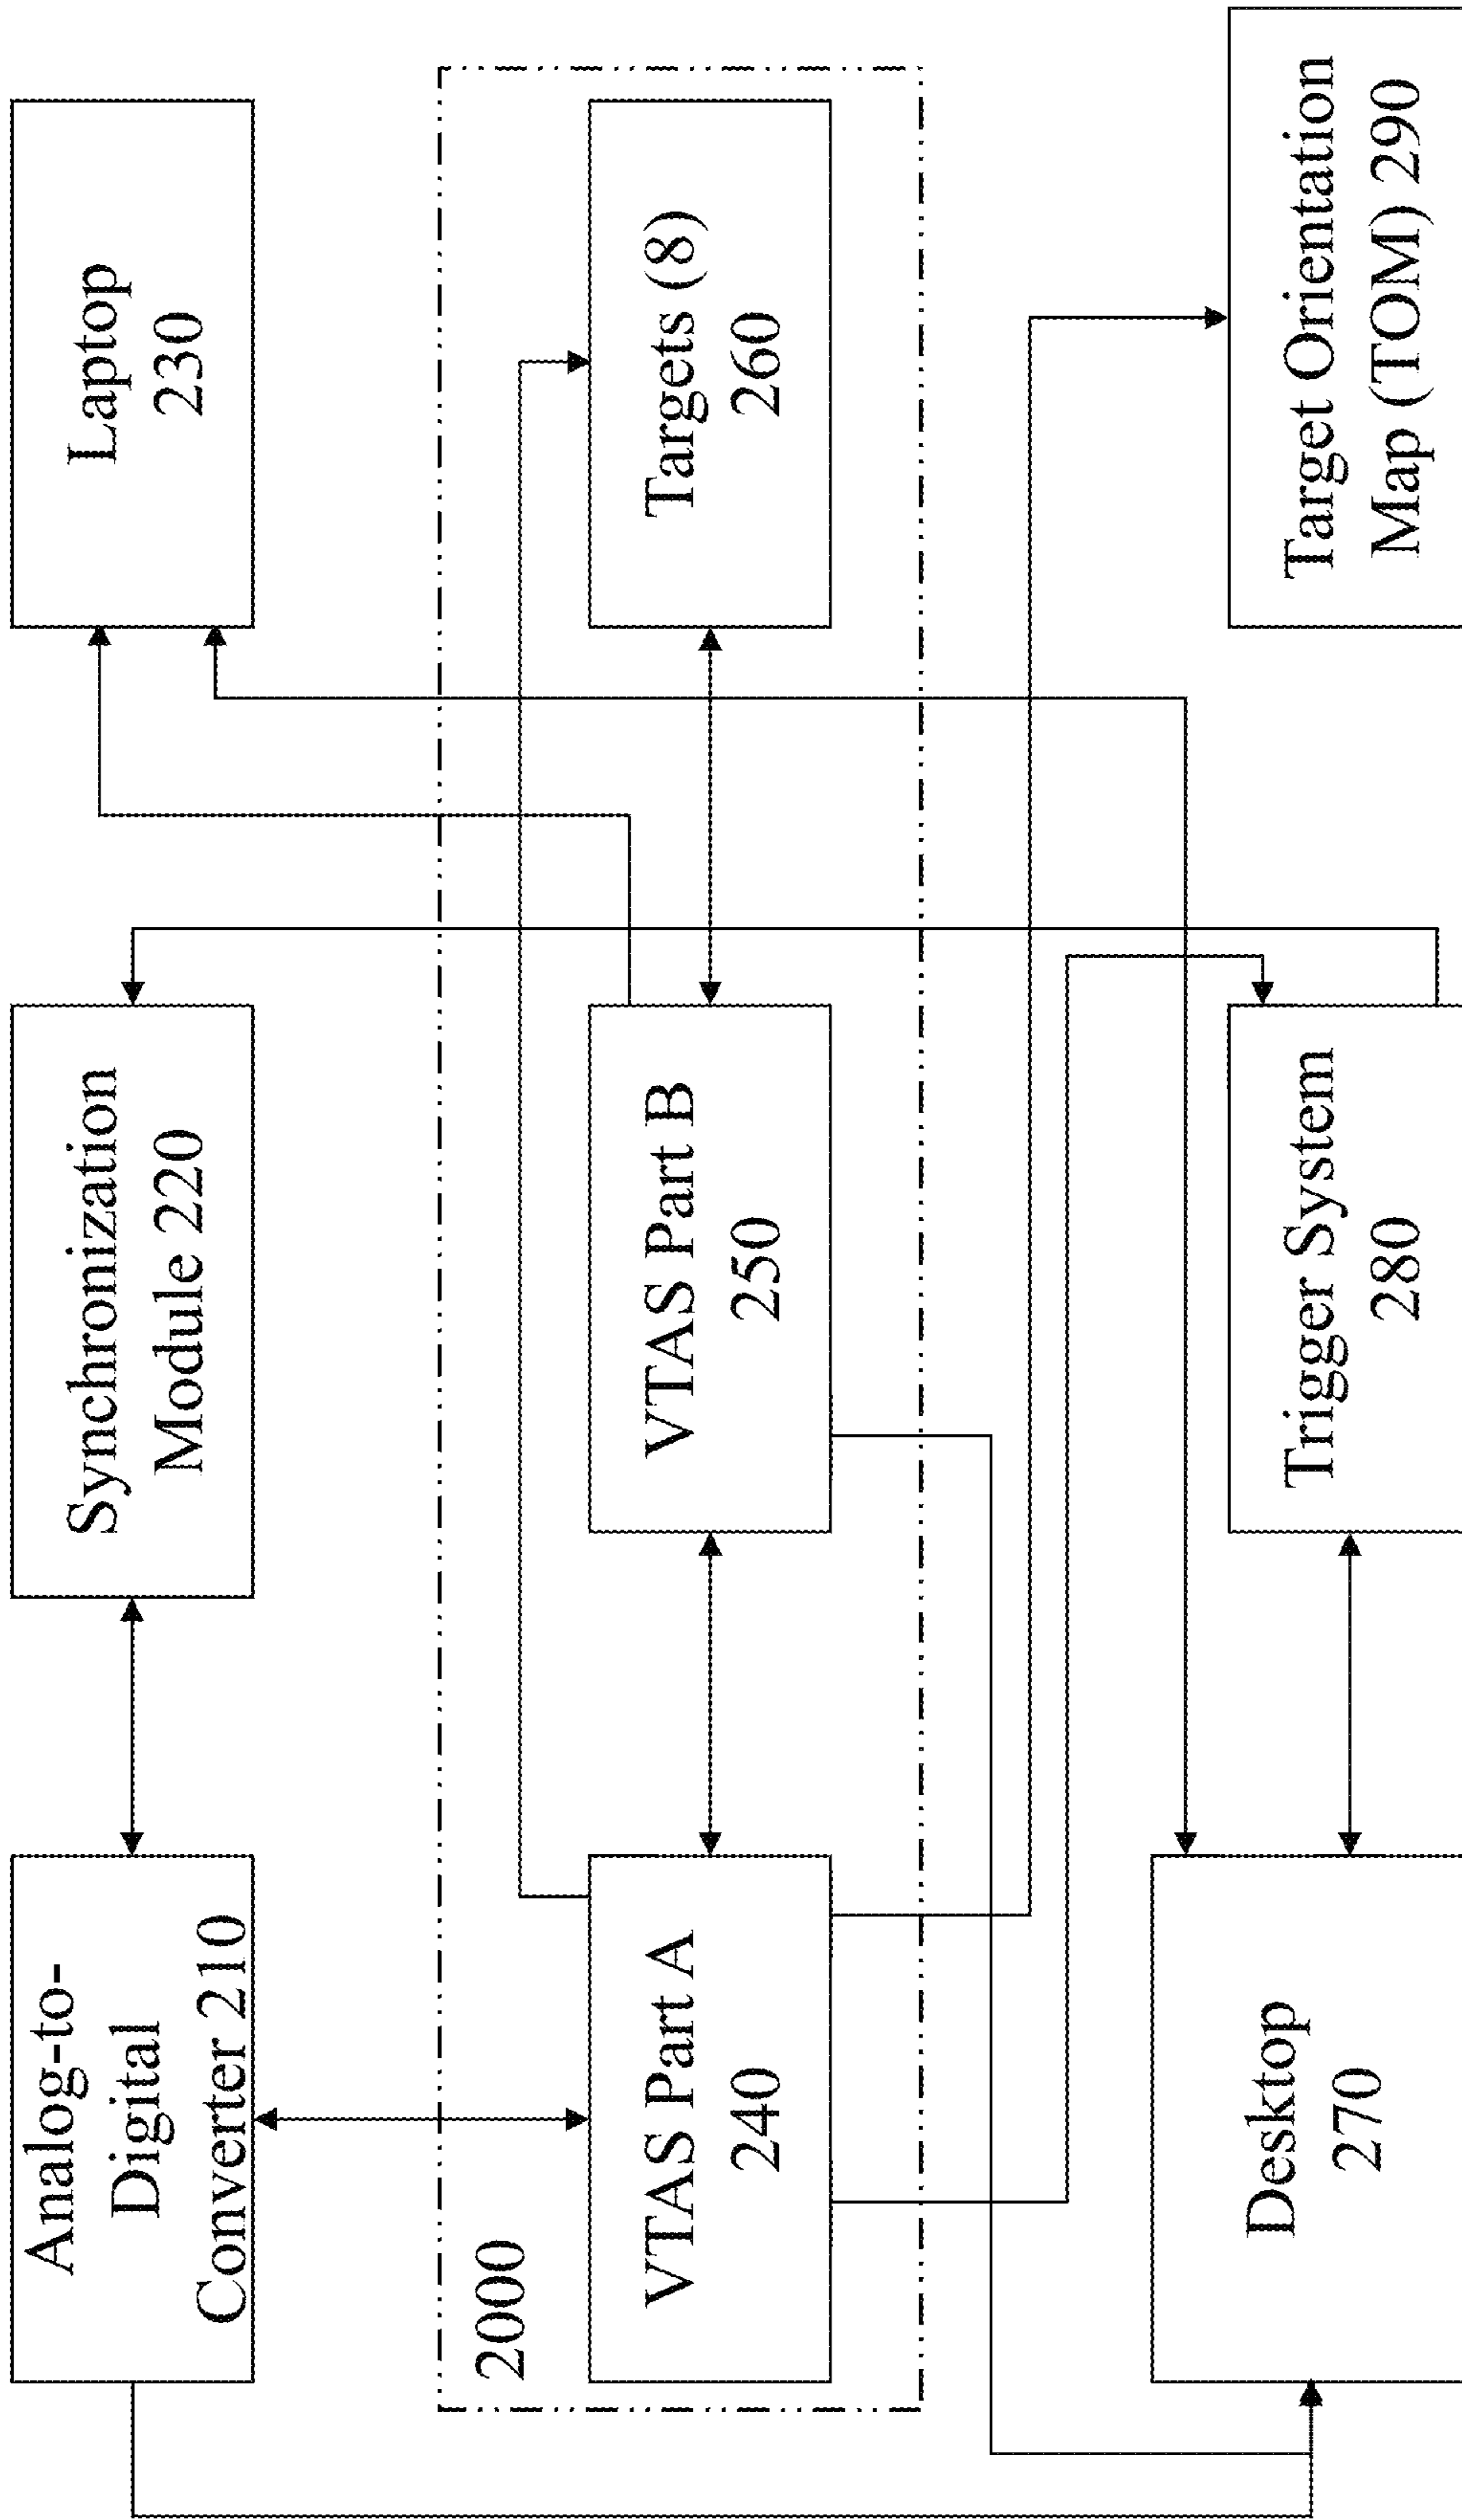 Analog-to-
Digital
Converter 210
Synchronization
Module 220
Laptop
230
2000
VTAS Part A
240
VTAS Part B
250
Targets (8)
260
Desktop
270
Trigger System
280
Target Orientation
Map (TOM) 290